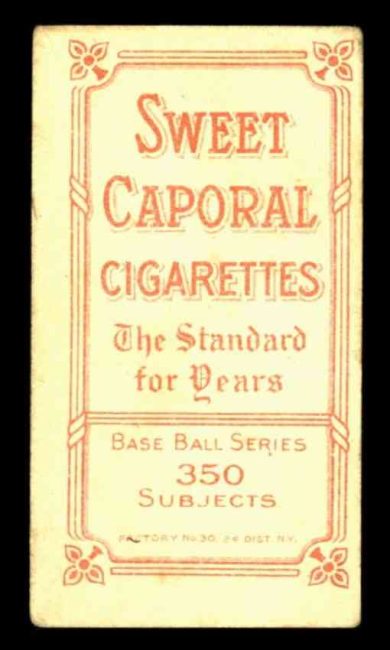 SWEET
CAPORAL
CIGARETTES
The Standard
for Years
BASE BALL SERIES
350
SUBJECTS
FACTORY No. 30, 2d DIST. N.Y.